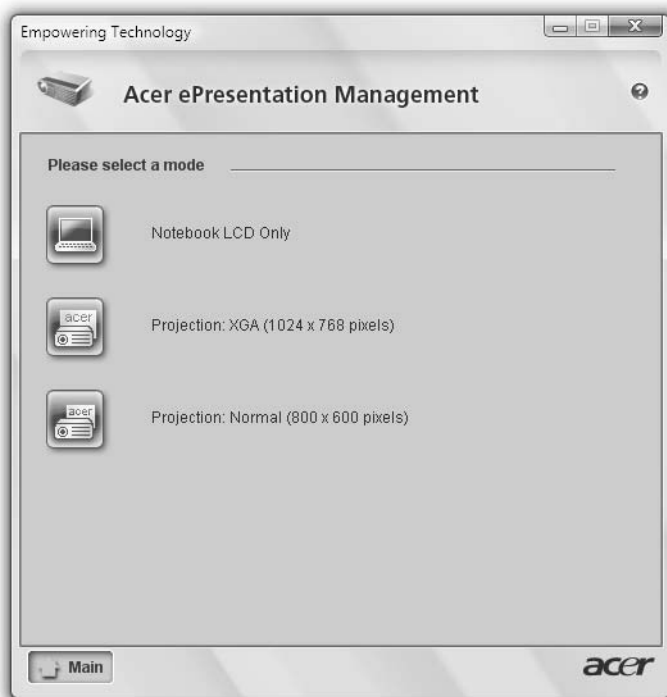 Empowering Technology
Acer ePresentation Management
?
Please select a mode
Notebook LCD Only
acer
Projection: XGA (1024 x 768 pixels)
acer
Projection: Normal (800 x 600 pixels)
Main
acer